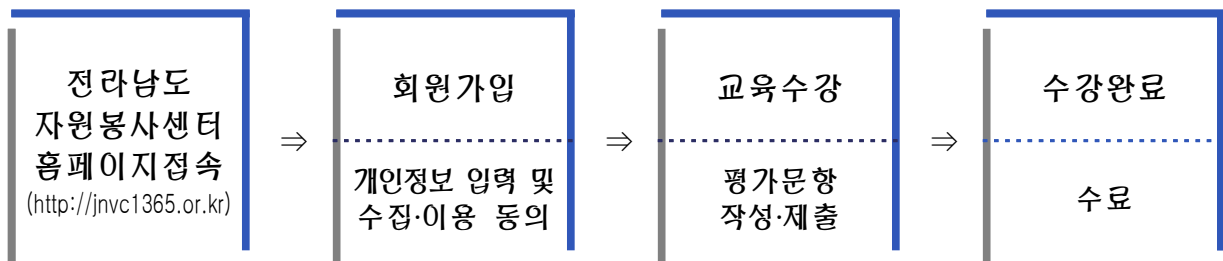 전라남도
자원봉사센터
홈페이지접속
(http://jnvc1365.or.kr)
⇒
회원가입
개인정보 입력 및
수집·이용 동의
⇒
교육수강
평가문항
작성·제출
⇒
수강완료
수료